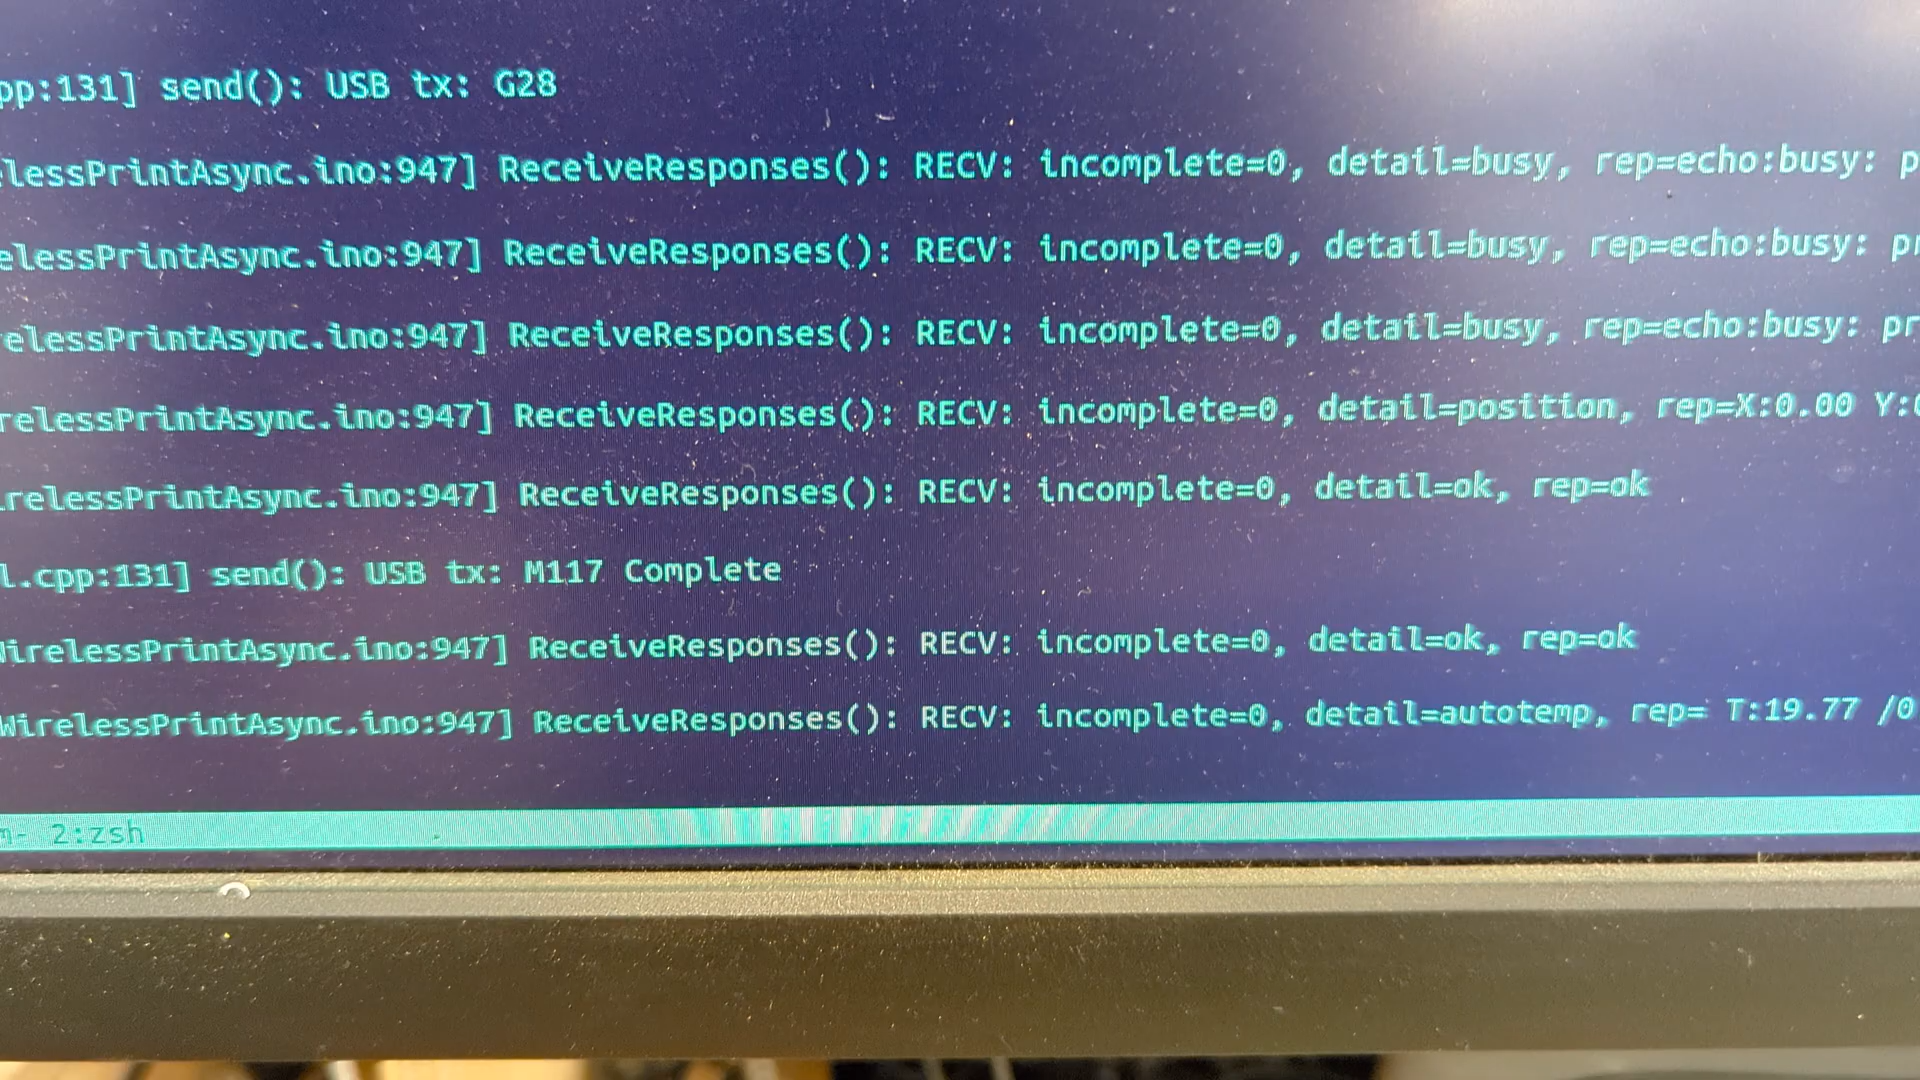 pp:131] send(): USB tx: G28
lessPrintAsync.ino:947] ReceiveResponses(): RECV: incomplete=0, detail=busy, rep=echo:busy: p
elessPrintAsync.ino:947] ReceiveResponses(): RECV: incomplete=0, detail=busy, rep=echo:busy: pr
relessPrintAsync.ino:947] ReceiveResponses(): RECV: incomplete=0, detail=busy, rep=echo:busy: pr
relessPrintAsync.ino:947] ReceiveResponses(): RECV: incomplete=0, detail=position, rep=X:0.00 Y:0
irelessPrintAsync.ino:947] ReceiveResponses(): RECV: incomplete=0, detail=ok, rep=ok
l.cpp:131] send(): USB tx: M117 Complete
WirelessPrintAsync.ino:947] ReceiveResponses(): RECV: incomplete=0, detail=ok, rep=ok
WirelessPrintAsync.ino:947] ReceiveResponses(): RECV: incomplete=0, detail=autotemp, rep= T:19.77 /0
m- 2:zsh